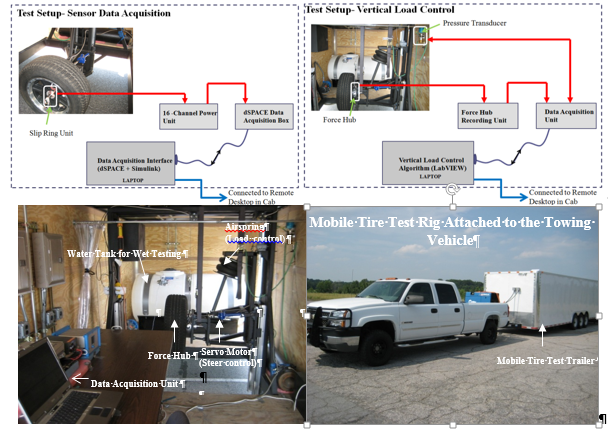 Test Setup- Sensor Data Acquisition
Slip Ring Unit
16 -Channel Power
Unit
dSPACE Data
Acquisition Box
Data Acquisition Interface
(dSPACE + Simulink)
LAPTOP
Connected to Remote
Desktop in Cab
Test Setup- Vertical Load Control
Pressure Transducer
Force Hub
Force Hub
Recording Unit
Data Acquisition
Unit
Vertical Load Control
Algorithm (LabVIEW)
LAPTOP
Connected to Remote
Desktop in Cab
Airspring¶
(Load·control)·¶
Water·Tank·for·Wet·Testing¶
Force·Hub·¶
Servo·Motor¶
(Steer·control)¶
¶
¶
Data·Acquisition·Unit¶
Mobile·Tire·Test·Rig·Attached·to·the·Towing·
Vehicle¶
Mobile·Tire·Test·Trailer·
¶